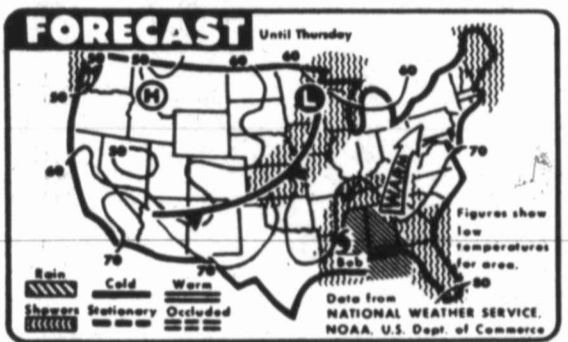 FORECAST
Until Thursday
50 50 60 60
50 H L 60
50
60
70
WARM
70 70
Bob
80
Figures show
low
temperatures
for area.
Rain
Showers
Cold
Stationary
Warm
Occluded
Data from
NATIONAL WEATHER SERVICE,
NOAA, U.S. Dept. of Commerce